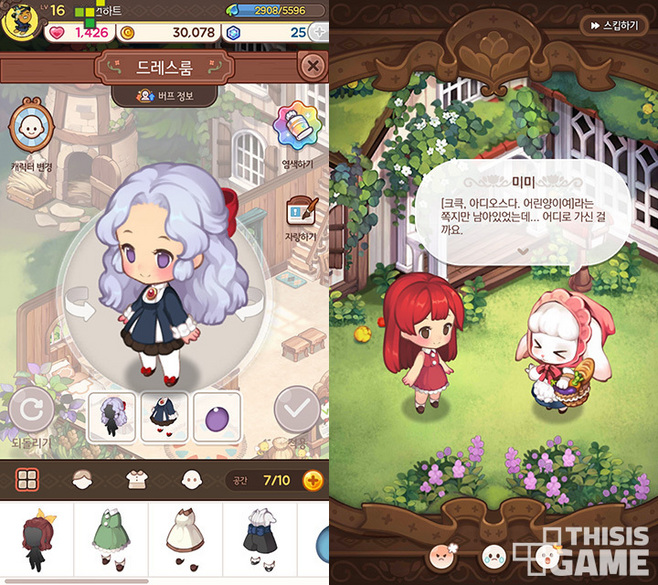 LV 16
하트
2908/5596
1,426
30,078
25
드레스룸
버프 정보
캐릭터 변경
염색하기
자랑하기
되돌리기
적용
공간 7/10
스킵하기
미미
[크큭, 아디오스다. 어린양이여]라는
쪽지만 남아있었는데... 어디로 가신 걸
까요.
THISIS
GAME